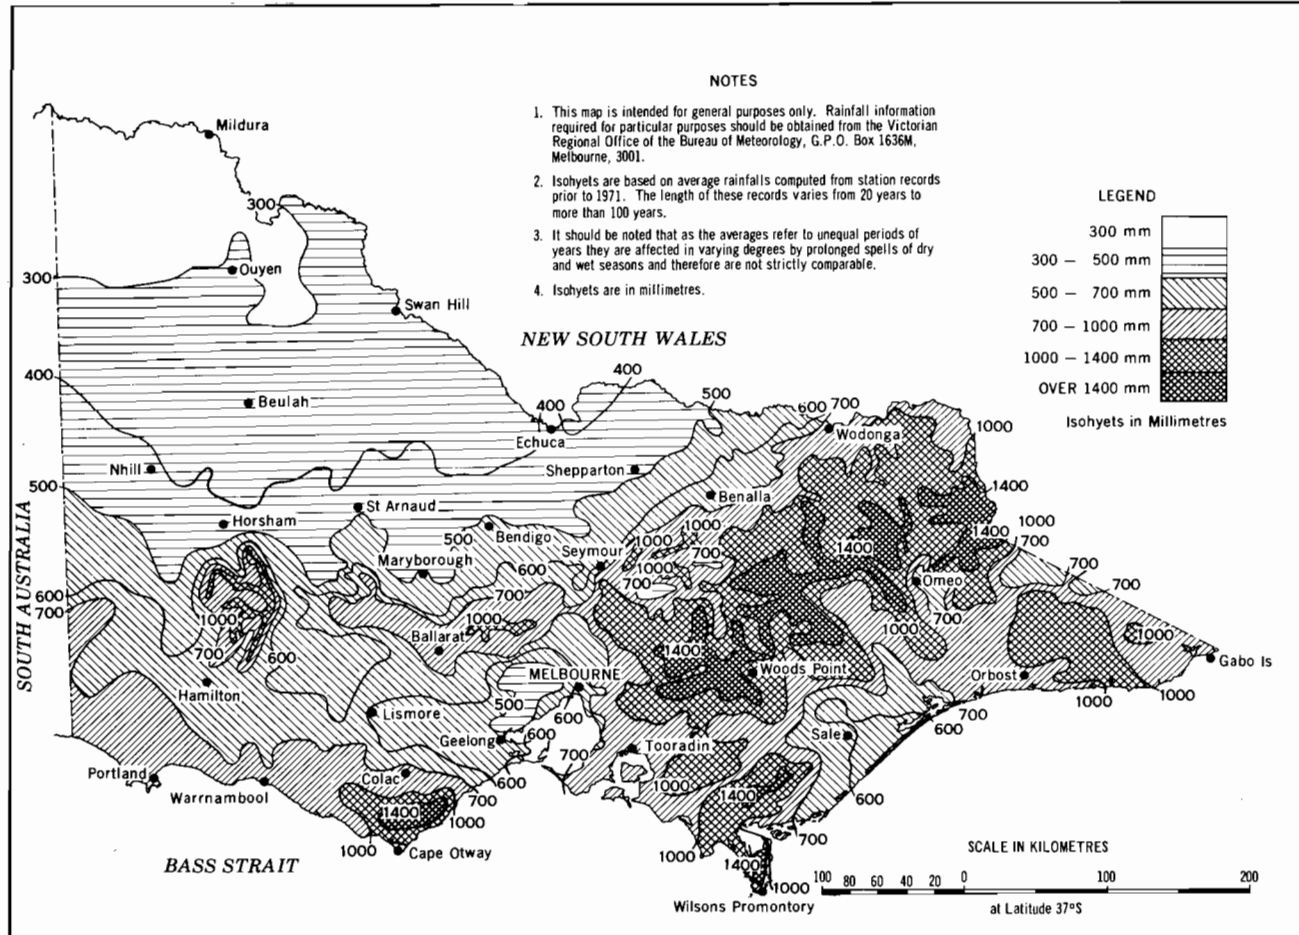 NOTES
1. This map is intended for general purposes only. Rainfall information
required for particular purposes should be obtained from the Victorian
Regional Office of the Bureau of Meteorology, G.P.O. Box 1636M,
Melbourne, 3001.
2. Isohyets are based on average rainfalls computed from station records
prior to 1971. The length of these records varies from 20 years to
more than 100 years.
3. It should be noted that as the averages refer to unequal periods of
years they are affected in varying degrees by prolonged spells of dry
and wet seasons and therefore are not strictly comparable.
4. Isohyets are in millimetres.
LEGEND
300 mm
300 — 500 mm
500 — 700 mm
700 — 1000 mm
1000 — 1400 mm
OVER 1400 mm
Isohyets in Millimetres
Mildura
300
Ouyen
300
Swan Hill
NEW SOUTH WALES
400
400
500
Beulah
400
600 700
Echuca
Wodonga
1000
Nhill
Shepparton
500
1400
Benalla
St Arnaud
Horsham
SOUTH AUSTRALIA
500
Bendigo
1000
1000
1400
1000
700
Seymour
700
1400
Maryborough
600
1000
700
700
700
Omeo
600
700
700
1000
1000
700
1000
1000
Ballarat
700
600
1400
MELBOURNE
Woods Point
Gabo Is
Hamilton
Orbost
500
1000
1000
Lismore
600
700
600
Geelong
600
Sale
Tooradin
700
Portland
Colac
600
1000
Warrnambool
700
1400
600
1400
1000
700
1000
Cape Otway
1000
1400
BASS STRAIT
1000
Wilsons Promontory
SCALE IN KILOMETRES
100 80 60 40 20 0 100 200
at Latitude 37ºS